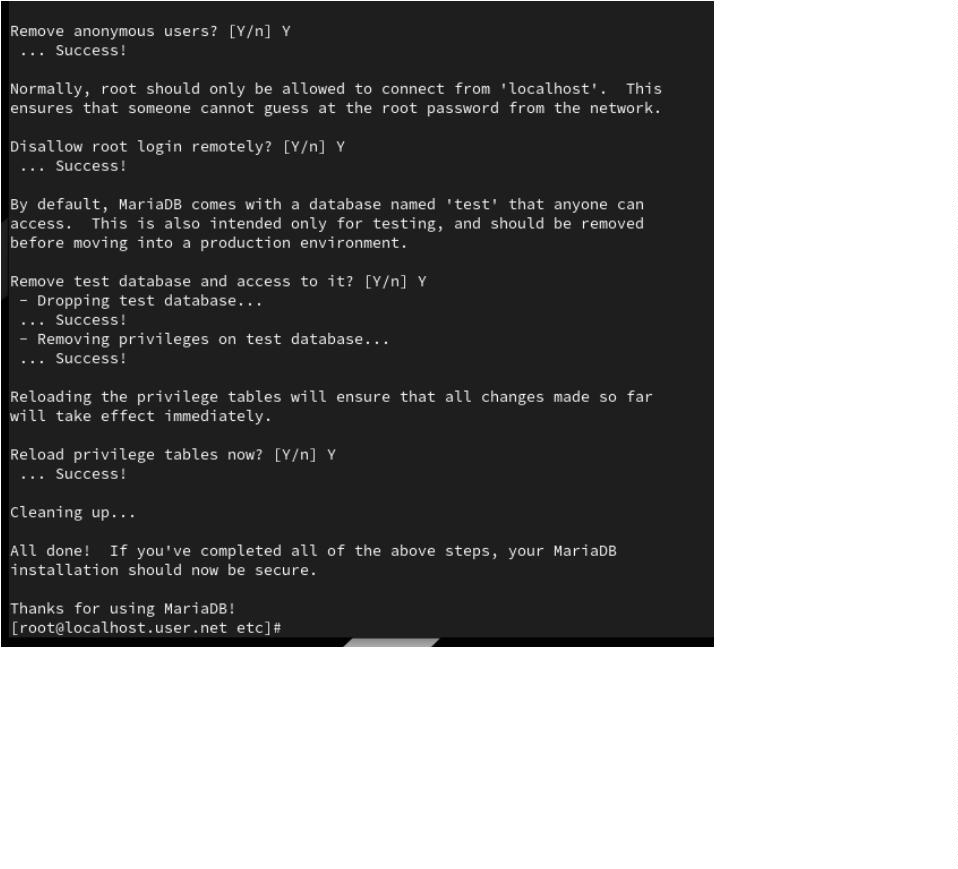 Remove anonymous users? [Y/n] Y
 ... Success!
Normally, root should only be allowed to connect from 'localhost'.  This
ensures that someone cannot guess at the root password from the network.
Disallow root login remotely? [Y/n] Y
 ... Success!
By default, MariaDB comes with a database named 'test' that anyone can
access.  This is also intended only for testing, and should be removed
before moving into a production environment.
Remove test database and access to it? [Y/n] Y
 - Dropping test database...
 ... Success!
 - Removing privileges on test database...
 ... Success!
Reloading the privilege tables will ensure that all changes made so far
will take effect immediately.
Reload privilege tables now? [Y/n] Y
 ... Success!
Cleaning up...
All done!  If you've completed all of the above steps, your MariaDB
installation should now be secure.
Thanks for using MariaDB!
[root@localhost.user.net etc]#